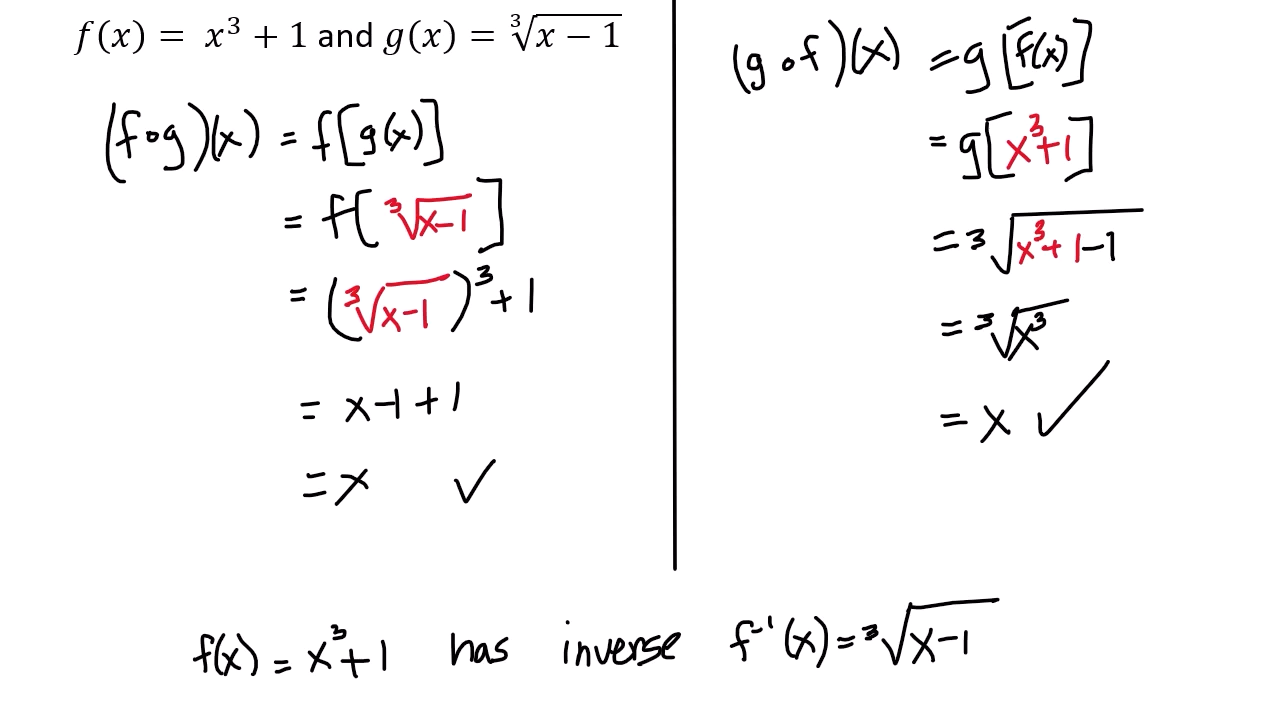 f(x) = x³ + 1 and g(x) = ∛x − 1
(f∘g)(x) = f[g(x)]
= f[∛x−1]
= (∛x−1)³ + 1
= x−1+1
= x ✓
(g∘f)(x) = g[f(x)]
= g[x³+1]
= ∛x³+1−1
= ∛x³
= x ✓
f(x) = x³+1 has inverse f⁻¹(x) = ∛x−1